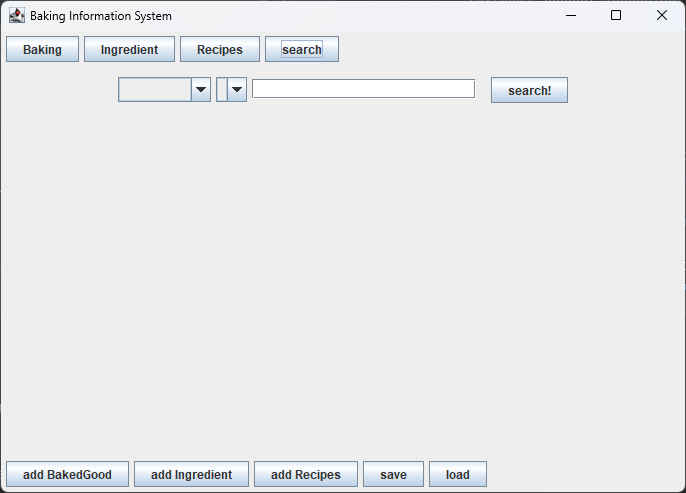 Baking Information System
Baking Ingredient Recipes search
search!
add BakedGood add Ingredient add Recipes save load